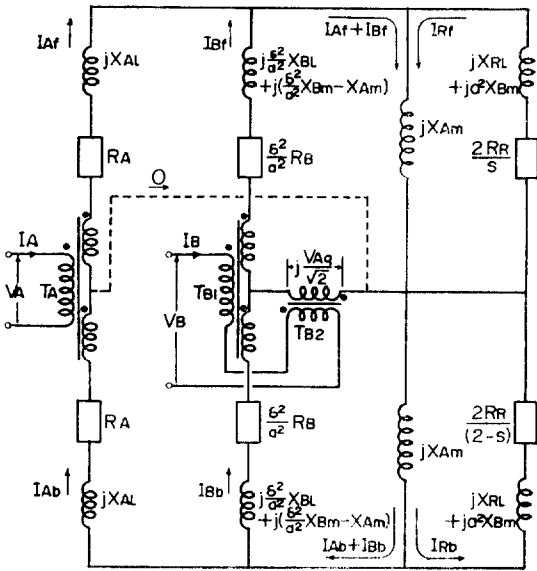 IAf
jXAL
RA
IBf
j δ²/a² XBL
+j(δ²/a² XBm−XAm)
δ²/a² RB
IAf+IBf
IRf
jXAm
jXRL
+ja²XBm
2RR/S
0
IA
VA
TA
IB
VB
TB1
j VAq/√2
TB2
RA
IAb
jXAL
δ²/a² RB
IBb
j δ²/a² XBL
+j(δ²/a² XBm−XAm)
jXAm
IAb+IBb
IRb
2RR/(2−S)
jXRL
+ja²XBm